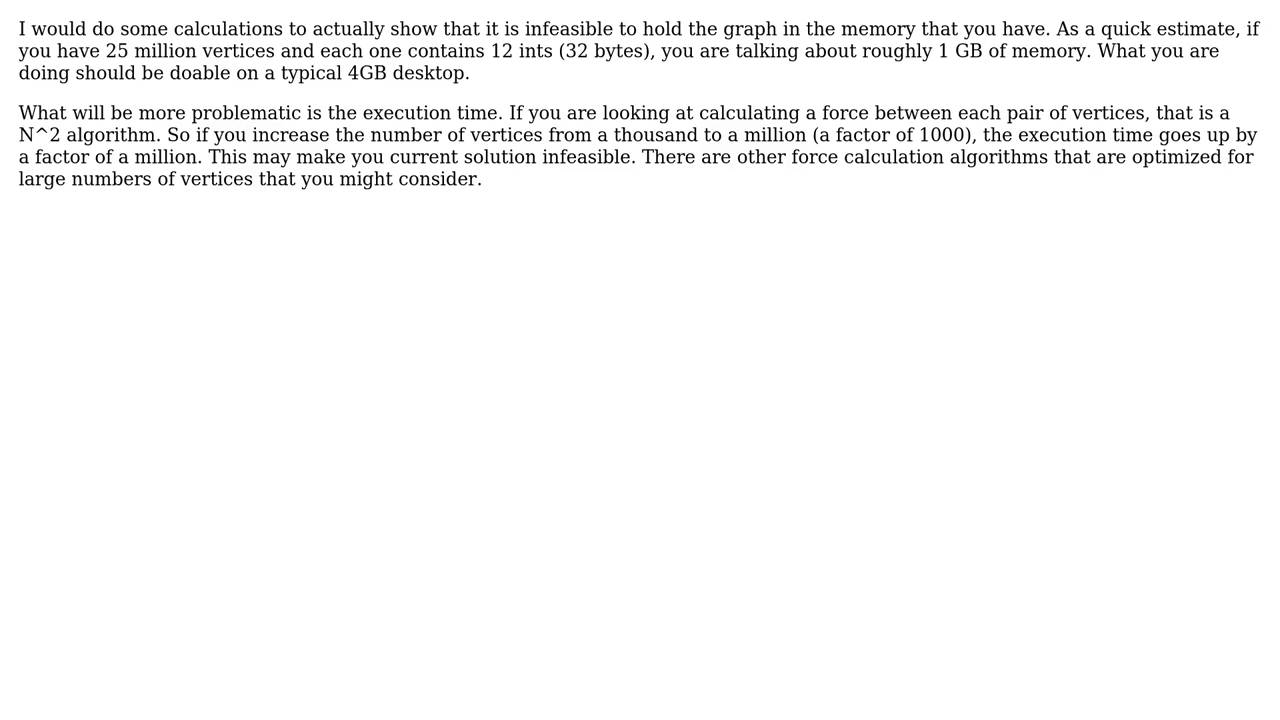 I would do some calculations to actually show that it is infeasible to hold the graph in the memory that you have. As a quick estimate, if
you have 25 million vertices and each one contains 12 ints (32 bytes), you are talking about roughly 1 GB of memory. What you are
doing should be doable on a typical 4GB desktop.
What will be more problematic is the execution time. If you are looking at calculating a force between each pair of vertices, that is a
N^2 algorithm. So if you increase the number of vertices from a thousand to a million (a factor of 1000), the execution time goes up by
a factor of a million. This may make you current solution infeasible. There are other force calculation algorithms that are optimized for
large numbers of vertices that you might consider.